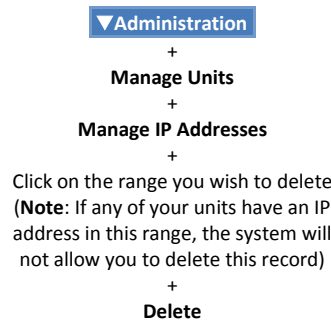 ▼Administration
+
Manage Units
+
Manage IP Addresses
+
Click on the range you wish to delete
(Note: If any of your units have an IP
address in this range, the system will
not allow you to delete this record)
+
Delete